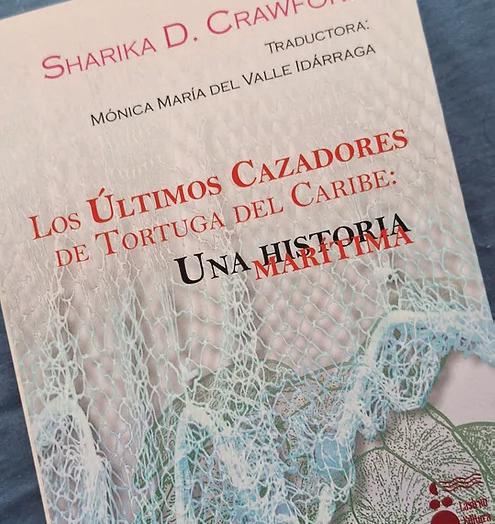 SHARIKA D. CRAWFORD
TRADUCTORA:
MÓNICA MARÍA DEL VALLE IDÁRRAGA
LOS ÚLTIMOS CAZADORES
DE TORTUGA DEL CARIBE:
UNA HISTORIA
MARÍTIMA